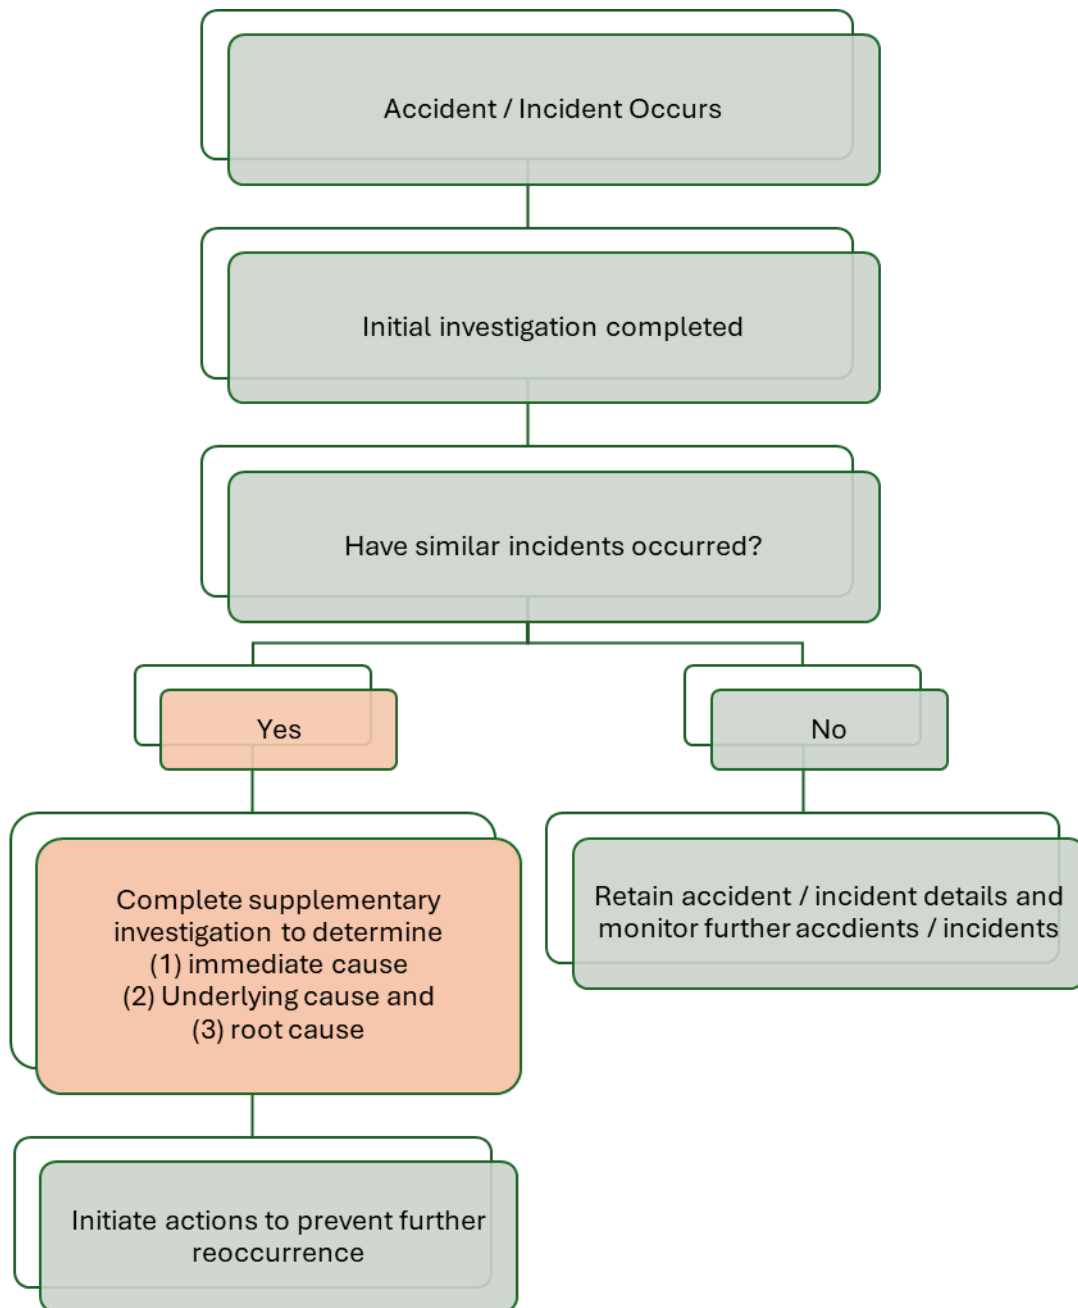 Accident / Incident Occurs
Initial investigation completed
Have similar incidents occurred?
Yes
No
Complete supplementary
investigation to determine
(1) immediate cause
(2) Underlying cause and
(3) root cause
Retain accident / incident details and
monitor further accdients / incidents
Initiate actions to prevent further
reoccurrence